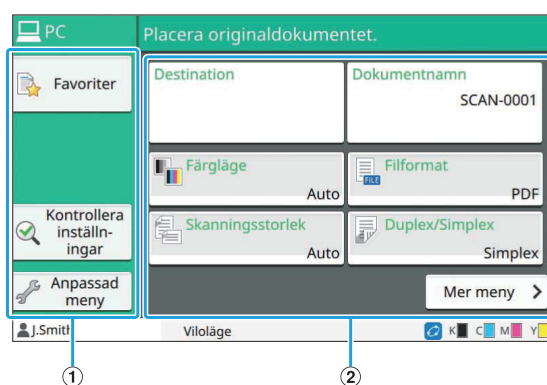 PC
Placera originaldokumentet.
Favoriter
Kontrollera
inställn-
ingar
Anpassad
meny
Destination
Dokumentnamn
SCAN-0001
Färgläge
Auto
Filformat
FILE
PDF
Skanningsstorlek
Auto
Duplex/Simplex
Simplex
Mer meny
J.Smith
Viloläge
K C M Y
1
2